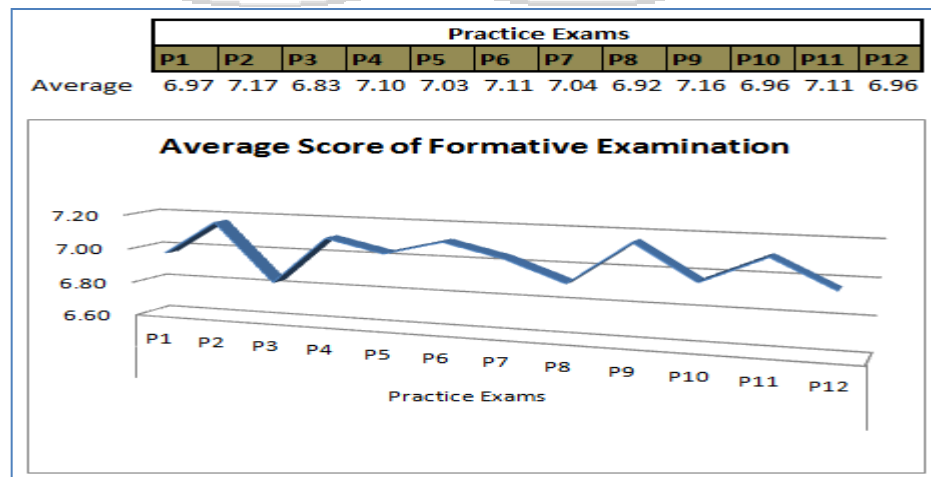 Practice Exams
P1 P2 P3 P4 P5 P6 P7 P8 P9 P10 P11 P12
Average 6.97 7.17 6.83 7.10 7.03 7.11 7.04 6.92 7.16 6.96 7.11 6.96
Average Score of Formative Examination
7.20
7.00
6.80
6.60
P1 P2 P3 P4 P5 P6 P7 P8 P9 P10 P11 P12
Practice Exams